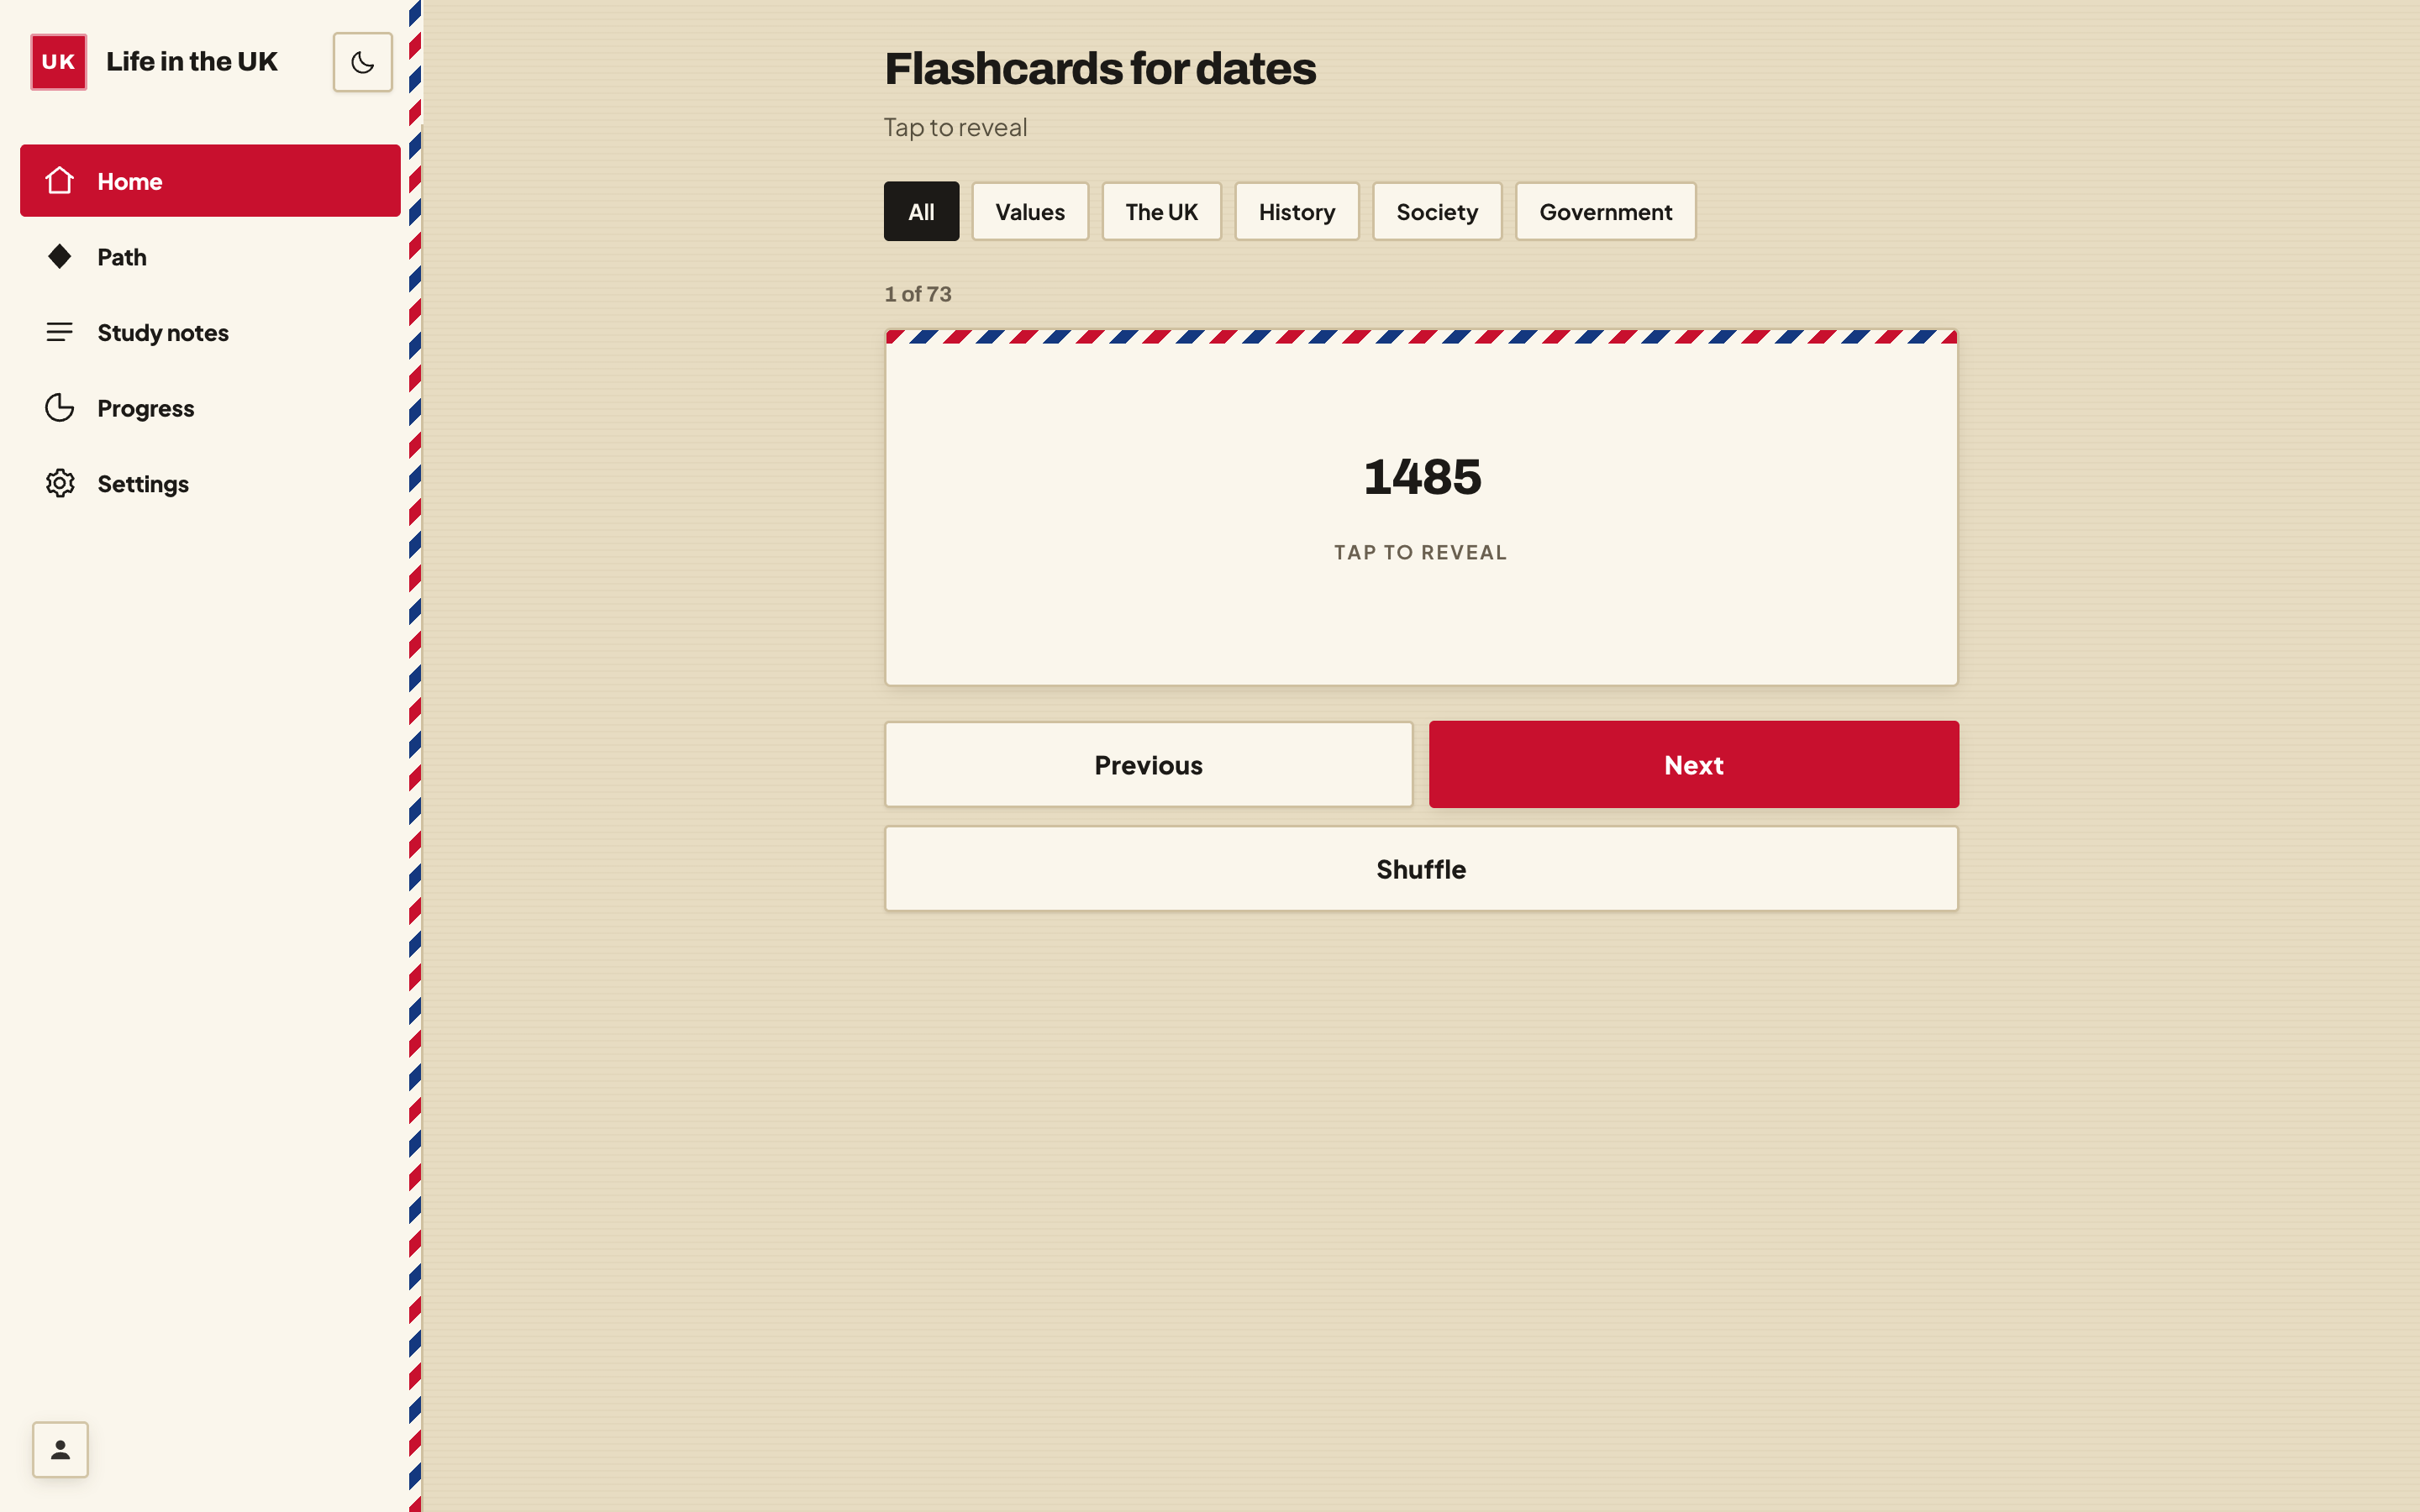 UK
Life in the UK
Home
Path
Study notes
Progress
Settings
Flashcards for dates
Tap to reveal
All
Values
The UK
History
Society
Government
1 of 73
1485
TAP TO REVEAL
Previous
Next
Shuffle